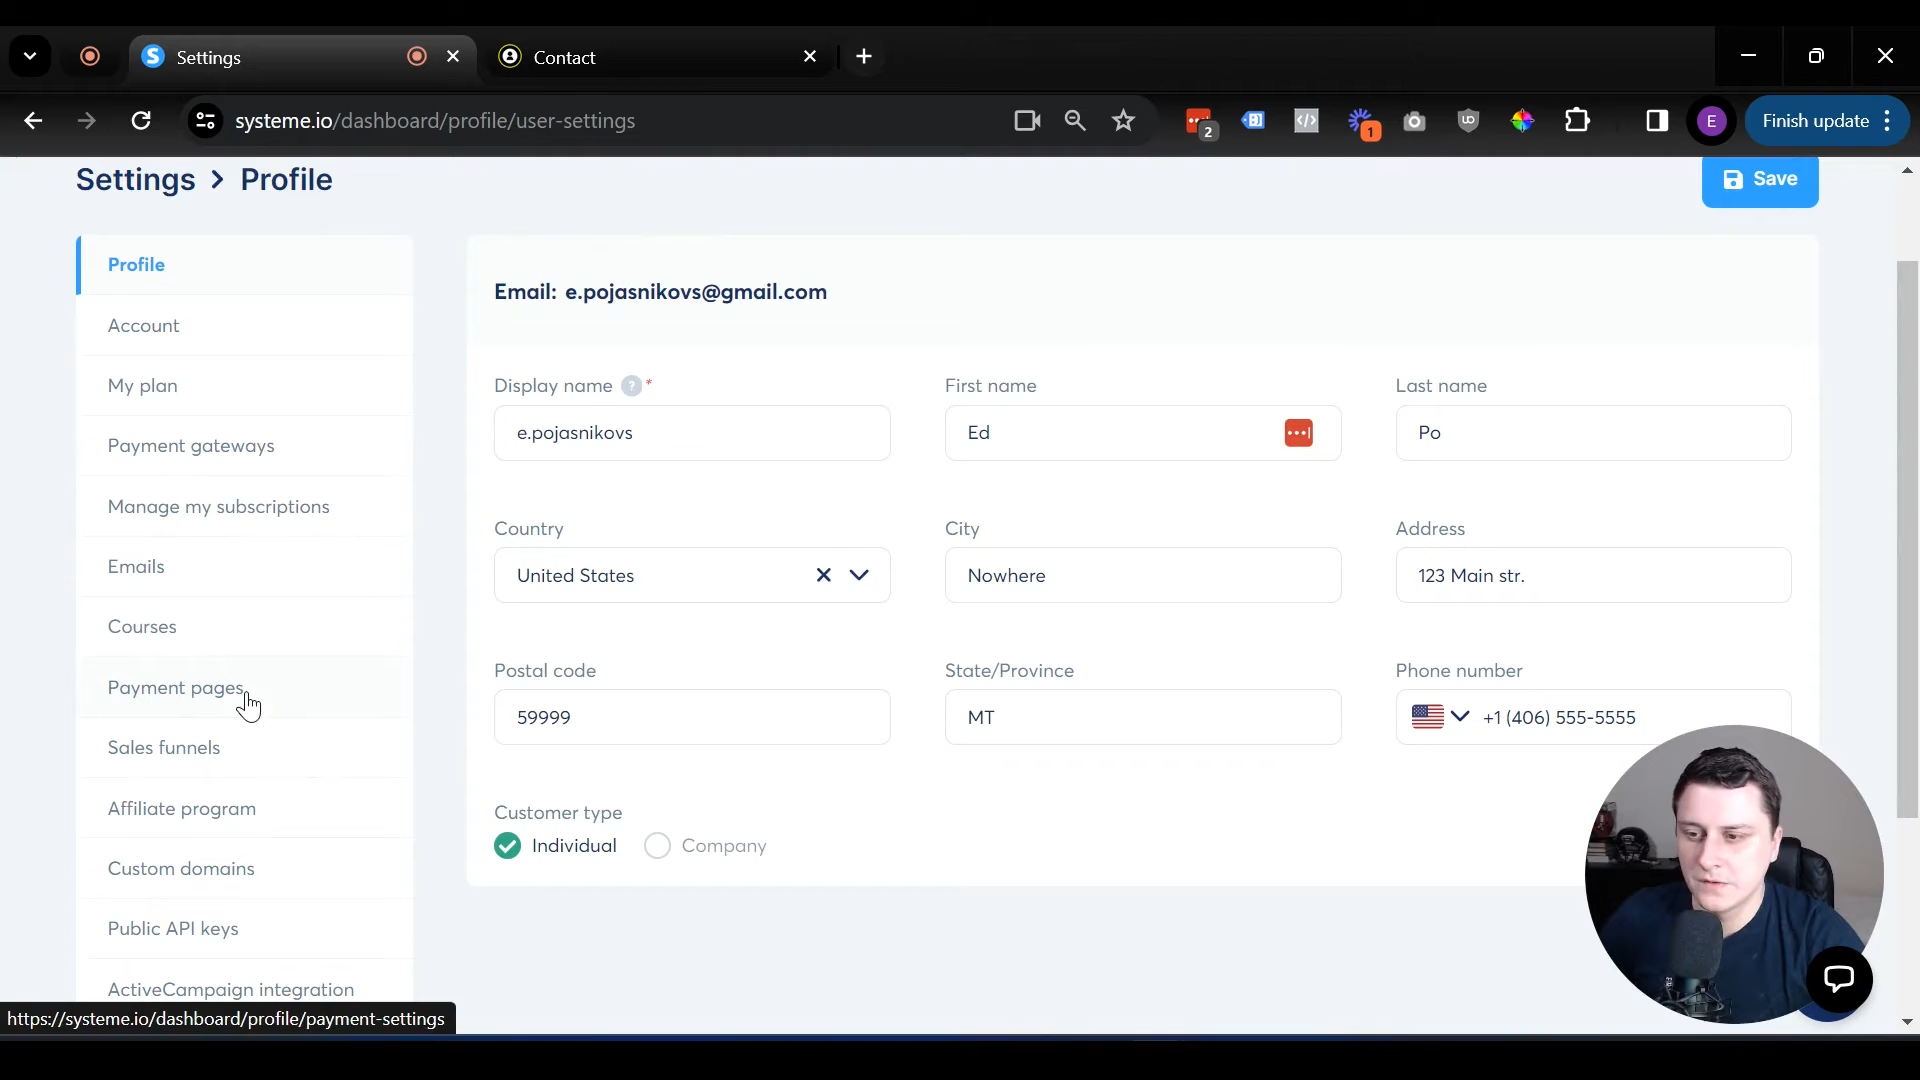 Settings
Contact
systeme.io/dashboard/profile/user-settings
2
1
E
Finish update
Settings > Profile
Save
Profile
Account
My plan
Payment gateways
Manage my subscriptions
Emails
Courses
Payment pages
Sales funnels
Affiliate program
Custom domains
Public API keys
ActiveCampaign integration
Email: e.pojasnikovs@gmail.com
Display name ? *
First name
Last name
e.pojasnikovs
Ed
Po
Country
City
Address
United States
Nowhere
123 Main str.
Postal code
State/Province
Phone number
59999
MT
+1 (406) 555-5555
Customer type
Individual
Company
https://systeme.io/dashboard/profile/payment-settings